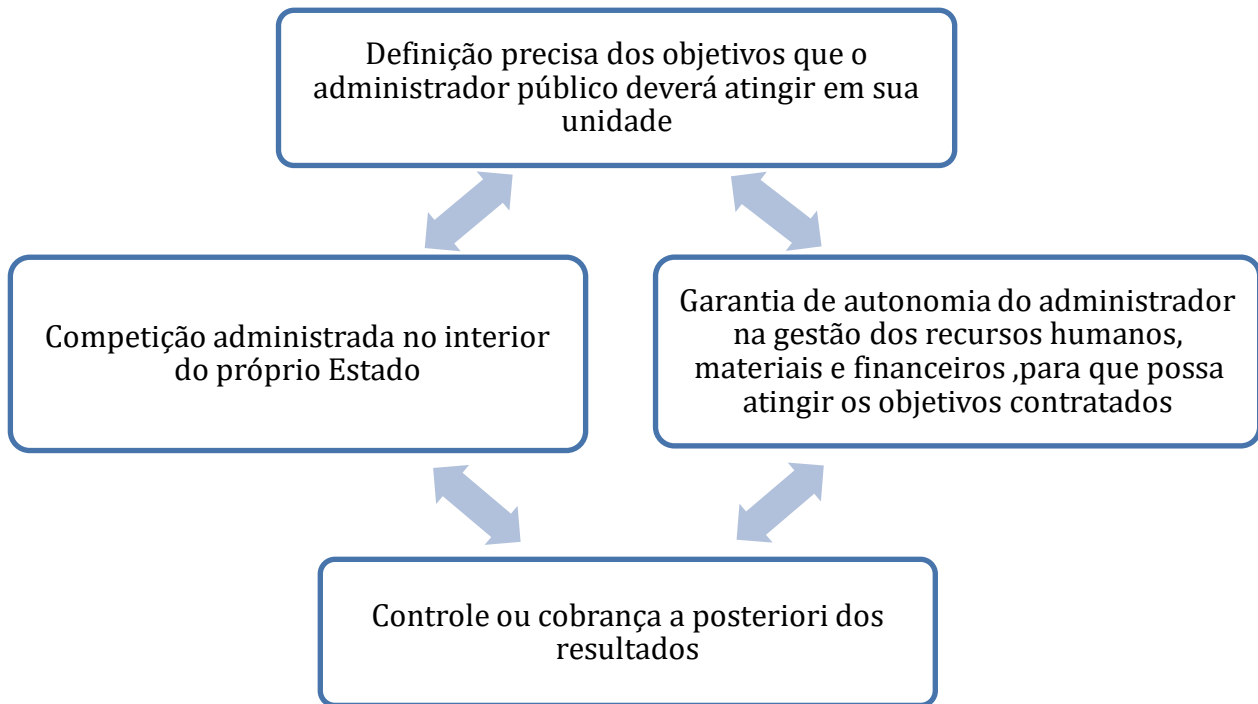 Definição precisa dos objetivos que o
administrador público deverá atingir em sua
unidade
Competição administrada no interior
do próprio Estado
Garantia de autonomia do administrador
na gestão dos recursos humanos,
materiais e financeiros ,para que possa
atingir os objetivos contratados
Controle ou cobrança a posteriori dos
resultados